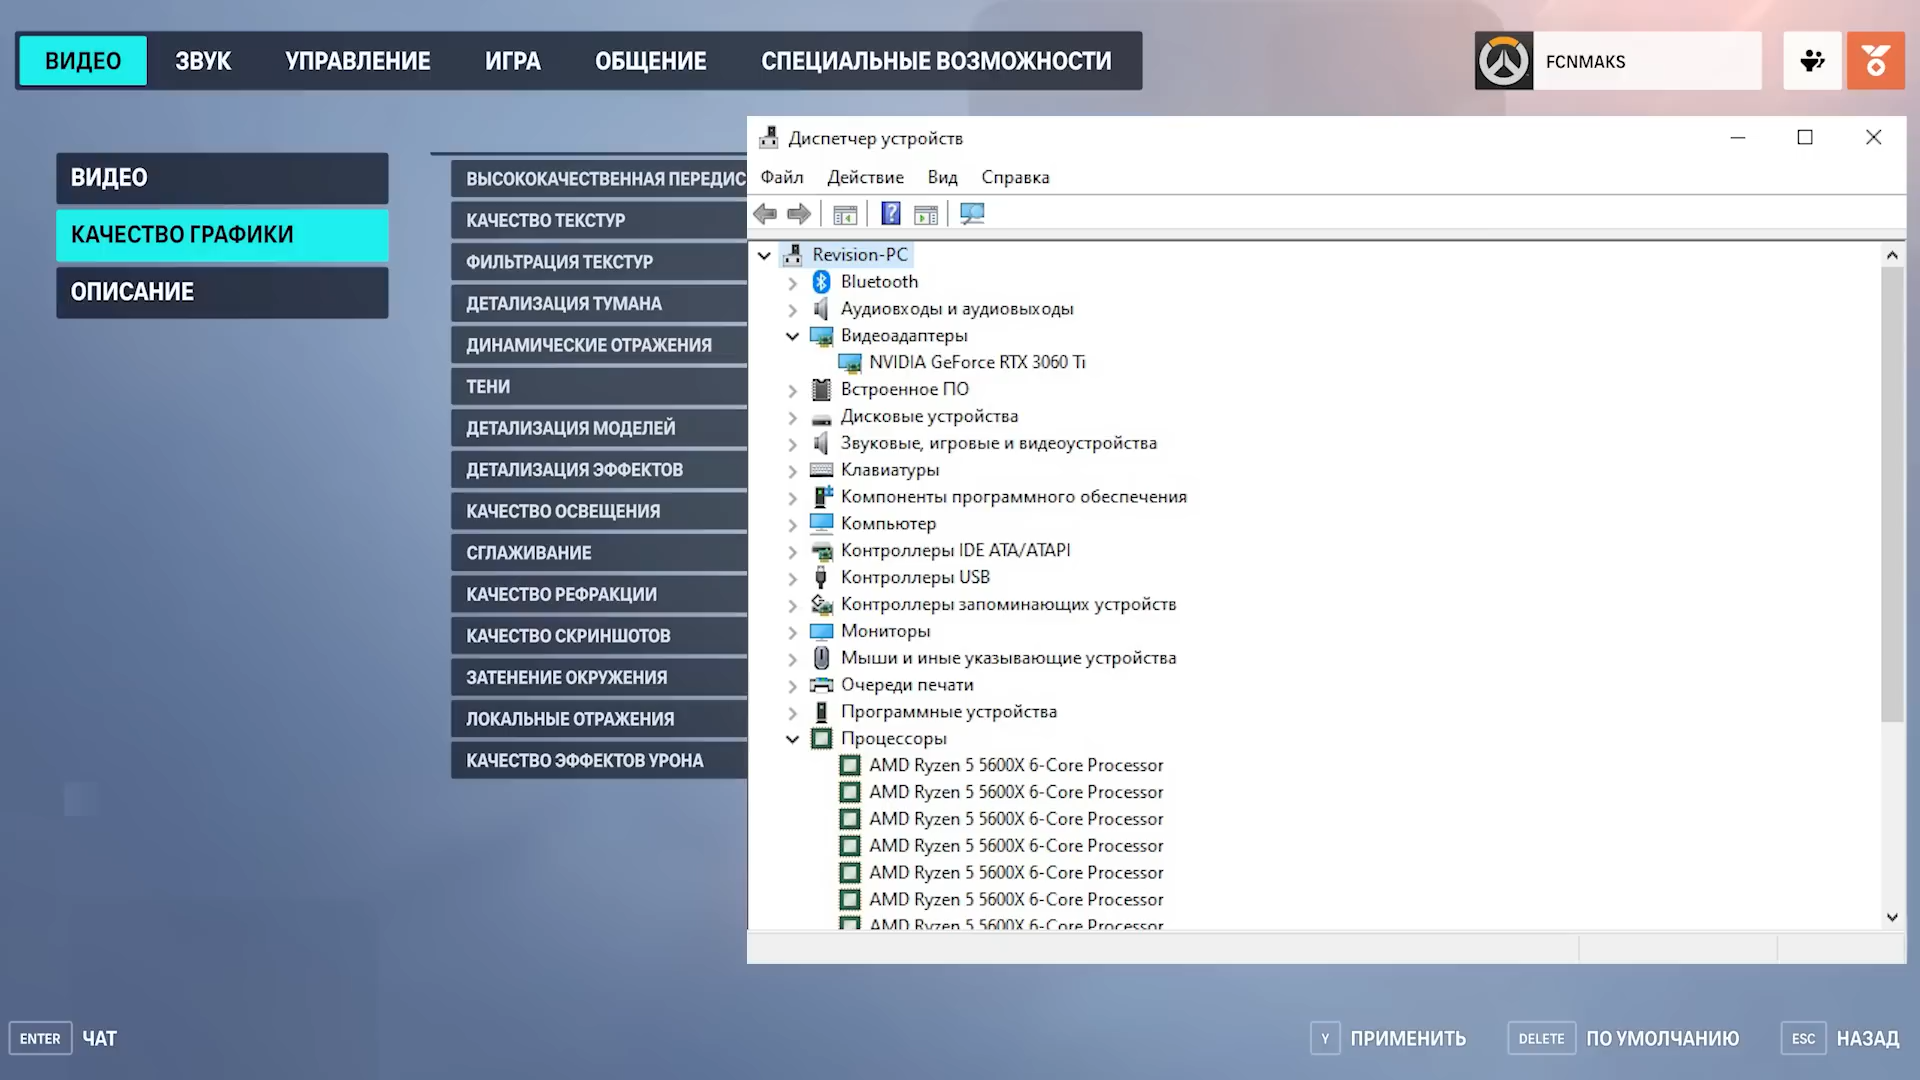 ВИДЕО
ЗВУК
УПРАВЛЕНИЕ
ИГРА
ОБЩЕНИЕ
СПЕЦИАЛЬНЫЕ ВОЗМОЖНОСТИ
FCNMAKS
ВИДЕО
КАЧЕСТВО ГРАФИКИ
ОПИСАНИЕ
ВЫСОКОКАЧЕСТВЕННАЯ ПЕРЕДИС
КАЧЕСТВО ТЕКСТУР
ФИЛЬТРАЦИЯ ТЕКСТУР
ДЕТАЛИЗАЦИЯ ТУМАНА
ДИНАМИЧЕСКИЕ ОТРАЖЕНИЯ
ТЕНИ
ДЕТАЛИЗАЦИЯ МОДЕЛЕЙ
ДЕТАЛИЗАЦИЯ ЭФФЕКТОВ
КАЧЕСТВО ОСВЕЩЕНИЯ
СГЛАЖИВАНИЕ
КАЧЕСТВО РЕФРАКЦИИ
КАЧЕСТВО СКРИНШОТОВ
ЗАТЕНЕНИЕ ОКРУЖЕНИЯ
ЛОКАЛЬНЫЕ ОТРАЖЕНИЯ
КАЧЕСТВО ЭФФЕКТОВ УРОНА
Диспетчер устройств
Файл Действие Вид Справка
Revision-PC
Bluetooth
Аудиовходы и аудиовыходы
Видеоадаптеры
NVIDIA GeForce RTX 3060 Ti
Встроенное ПО
Дисковые устройства
Звуковые, игровые и видеоустройства
Клавиатуры
Компоненты программного обеспечения
Компьютер
Контроллеры IDE ATA/ATAPI
Контроллеры USB
Контроллеры запоминающих устройств
Мониторы
Мыши и иные указывающие устройства
Очереди печати
Программные устройства
Процессоры
AMD Ryzen 5 5600X 6-Core Processor
AMD Ryzen 5 5600X 6-Core Processor
AMD Ryzen 5 5600X 6-Core Processor
AMD Ryzen 5 5600X 6-Core Processor
AMD Ryzen 5 5600X 6-Core Processor
AMD Ryzen 5 5600X 6-Core Processor
AMD Ryzen 5 5600X 6-Core Processor
ENTER ЧАТ
Y ПРИМЕНИТЬ
DELETE ПО УМОЛЧАНИЮ
ESC НАЗАД